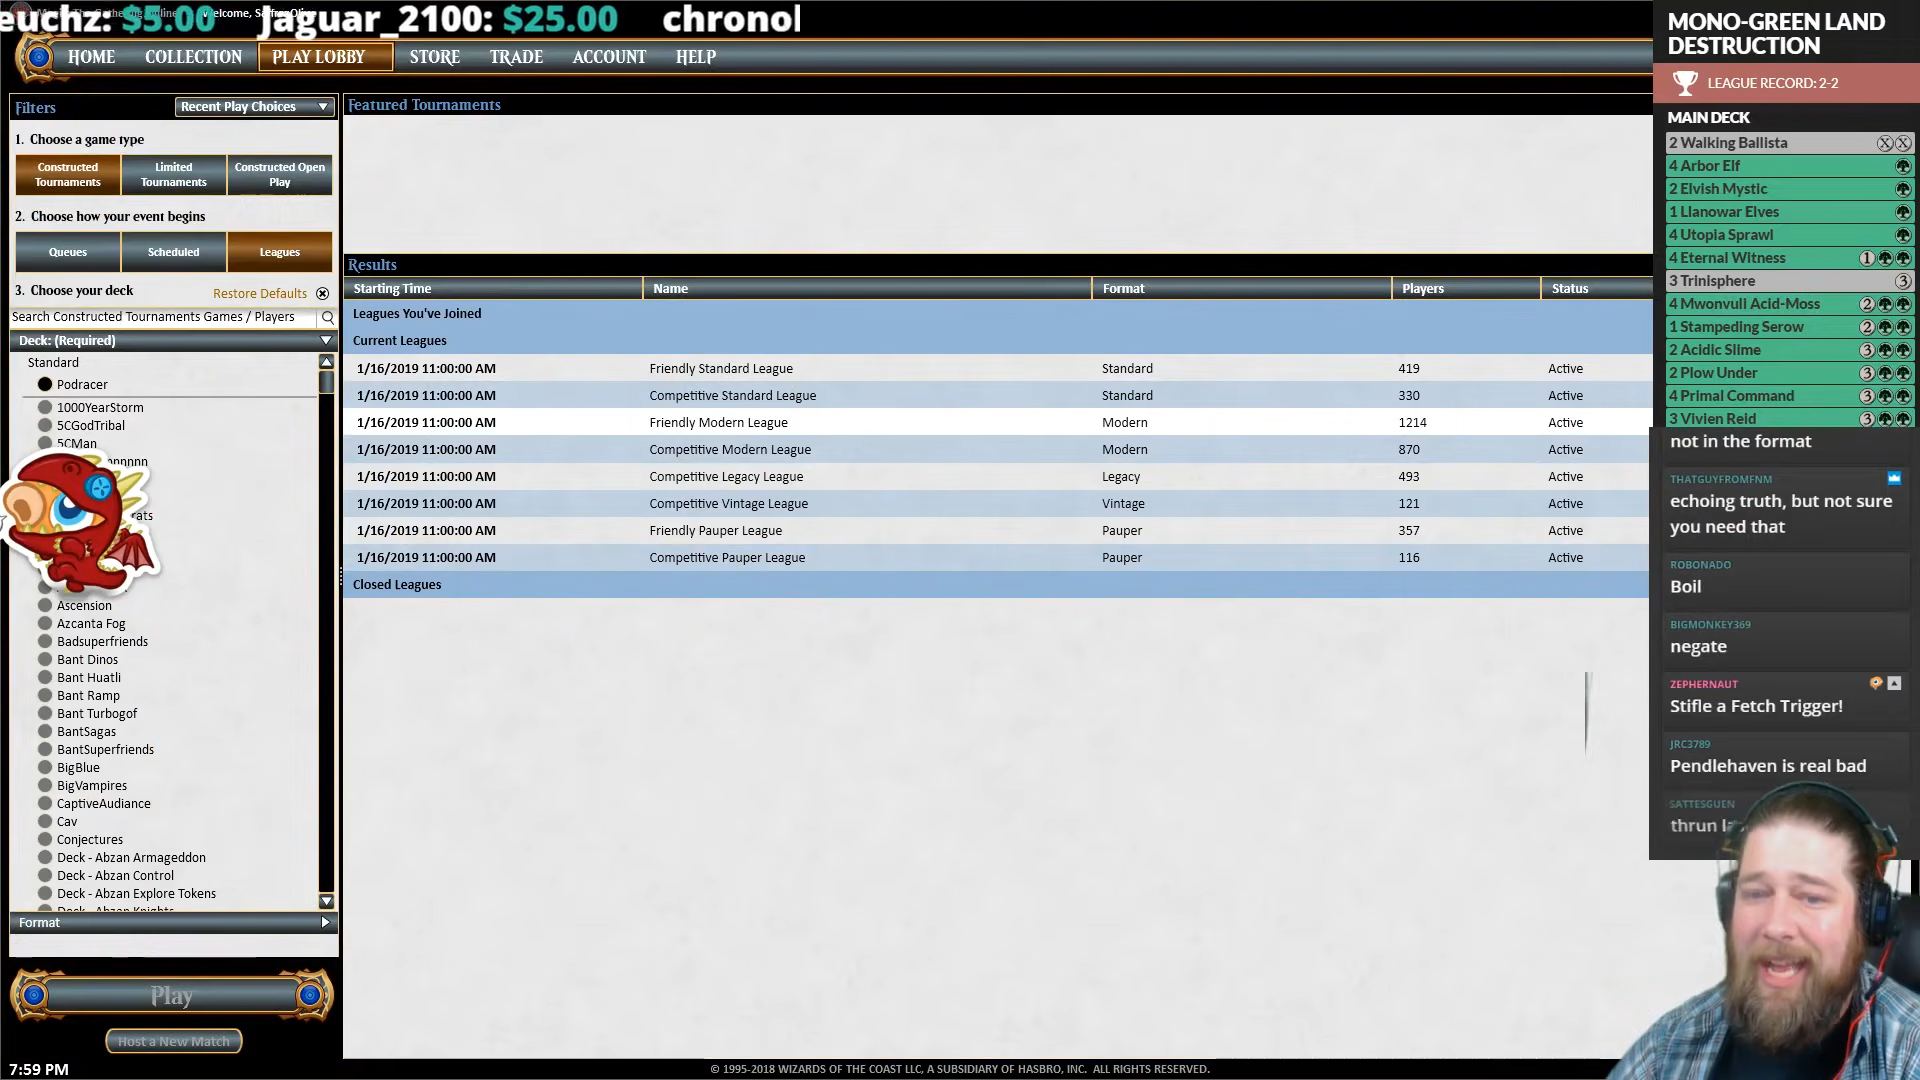 euchz: $5.00 Jaguar_2100: $25.00 chronol
HOME COLLECTION PLAY LOBBY STORE TRADE ACCOUNT HELP
Filters
Recent Play Choices
1. Choose a game type
Constructed Tournaments
Limited Tournaments
Constructed Open Play
2. Choose how your event begins
Queues
Scheduled
Leagues
3. Choose your deck
Restore Defaults
Search Constructed Tournaments Games / Players
Deck: (Required)
Standard
Podracer
1000YearStorm
5CGodTribal
5CMan
Ascension
Azcanta Fog
Badsuperfriends
Bant Dinos
Bant Huatli
Bant Ramp
Bant Turbogof
BantSagas
BantSuperfriends
BigBlue
BigVampires
CaptiveAudiance
Cav
Conjectures
Deck - Abzan Armageddon
Deck - Abzan Control
Deck - Abzan Explore Tokens
Deck - Abzan Knights
Format
Play
Host a New Match
7:59 PM
Featured Tournaments
Results
Starting Time Name Format Players Status
Leagues You've Joined
Current Leagues
1/16/2019 11:00:00 AM Friendly Standard League Standard 419 Active
1/16/2019 11:00:00 AM Competitive Standard League Standard 330 Active
1/16/2019 11:00:00 AM Friendly Modern League Modern 1214 Active
1/16/2019 11:00:00 AM Competitive Modern League Modern 870 Active
1/16/2019 11:00:00 AM Competitive Legacy League Legacy 493 Active
1/16/2019 11:00:00 AM Competitive Vintage League Vintage 121 Active
1/16/2019 11:00:00 AM Friendly Pauper League Pauper 357 Active
1/16/2019 11:00:00 AM Competitive Pauper League Pauper 116 Active
Closed Leagues
© 1995-2018 WIZARDS OF THE COAST LLC, A SUBSIDIARY OF HASBRO, INC. ALL RIGHTS RESERVED.
MONO-GREEN LAND
DESTRUCTION
LEAGUE RECORD: 2-2
MAIN DECK
2 Walking Ballista X X
4 Arbor Elf
2 Elvish Mystic
1 Llanowar Elves
4 Utopia Sprawl
4 Eternal Witness 1
3 Trinisphere 3
4 Mwonvuli Acid-Moss 2
1 Stampeding Serow 2
2 Acidic Slime 3
2 Plow Under 3
4 Primal Command 3
3 Vivien Reid 3
not in the format
THATGUYFROMFNM
echoing truth, but not sure
you need that
ROBONADO
Boil
BIGMONKEY369
negate
ZEPHERNAUT
Stifle a Fetch Trigger!
JRC3789
Pendlehaven is real bad
SATTESGUEN
thrun